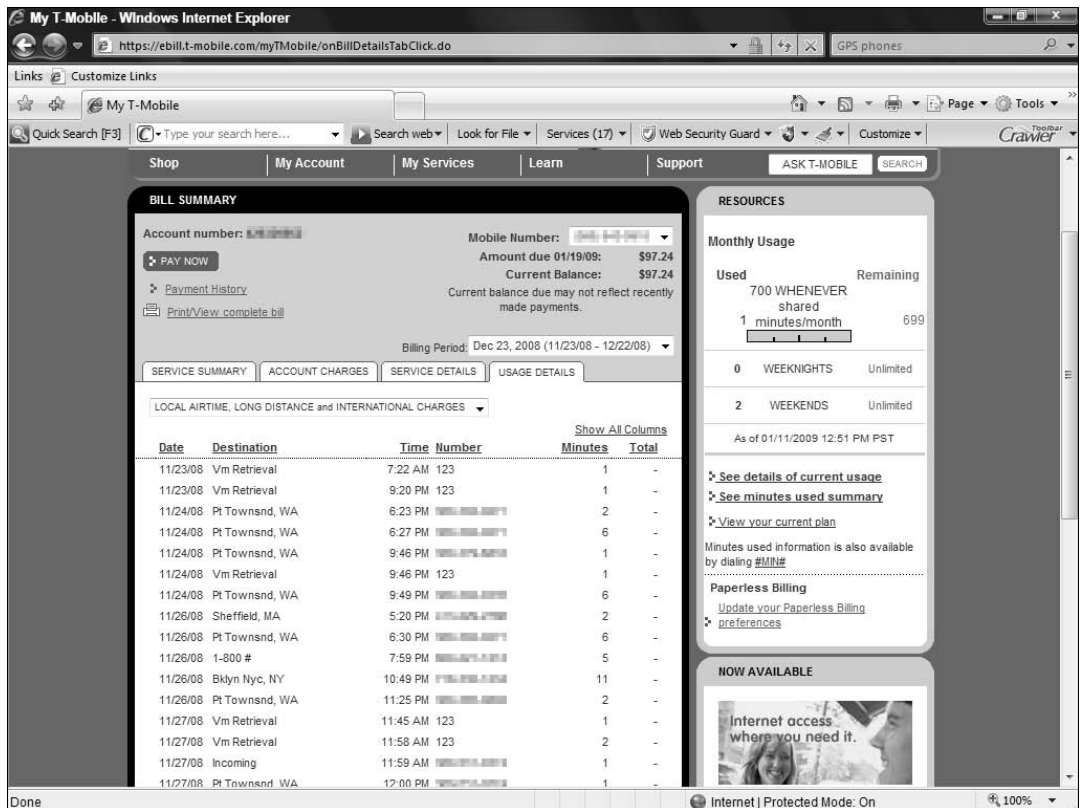 My T-Mobile - Windows Internet Explorer
https://ebill.t-mobile.com/myTMobile/onBillDetailsTabClick.do
GPS phones
Links Customize Links
My T-Mobile
Page Tools
Quick Search [F3] Type your search here... Search web Look for File Services (17) Web Security Guard Customize Crawler Toolbar
Shop My Account My Services Learn Support ASK T-MOBILE SEARCH
BILL SUMMARY
Account number:
PAY NOW
Payment History
Print/View complete bill
Mobile Number:
Amount due 01/19/09: $97.24
Current Balance: $97.24
Current balance due may not reflect recently
made payments.
Billing Period: Dec 23, 2008 (11/23/08 - 12/22/08)
SERVICE SUMMARY ACCOUNT CHARGES SERVICE DETAILS USAGE DETAILS
LOCAL AIRTIME, LONG DISTANCE and INTERNATIONAL CHARGES
Show All Columns
Date Destination Time Number Minutes Total
11/23/08 Vm Retrieval 7:22 AM 123 1 -
11/23/08 Vm Retrieval 9:20 PM 123 1 -
11/24/08 Pt Townsnd, WA 6:23 PM 2 -
11/24/08 Pt Townsnd, WA 6:27 PM 6 -
11/24/08 Pt Townsnd, WA 9:46 PM 1 -
11/24/08 Vm Retrieval 9:46 PM 123 1 -
11/24/08 Pt Townsnd, WA 9:49 PM 6 -
11/26/08 Sheffield, MA 5:20 PM 2 -
11/26/08 Pt Townsnd, WA 6:30 PM 6 -
11/26/08 1-800 # 7:59 PM 5 -
11/26/08 Bklyn Nyc, NY 10:49 PM 11 -
11/26/08 Pt Townsnd, WA 11:25 PM 2 -
11/27/08 Vm Retrieval 11:45 AM 123 1 -
11/27/08 Vm Retrieval 11:58 AM 123 2 -
11/27/08 Incoming 11:59 AM 1 -
11/27/08 Pt Townsnd, WA 12:00 PM 1 -
RESOURCES
Monthly Usage
Used Remaining
700 WHENEVER
shared
1 minutes/month 699
0 WEEKNIGHTS Unlimited
2 WEEKENDS Unlimited
As of 01/11/2009 12:51 PM PST
See details of current usage
See minutes used summary
View your current plan
Minutes used information is also available
by dialing #MIN#
Paperless Billing
Update your Paperless Billing
preferences
NOW AVAILABLE
Internet access
where you need it.
Done Internet | Protected Mode: On 100%